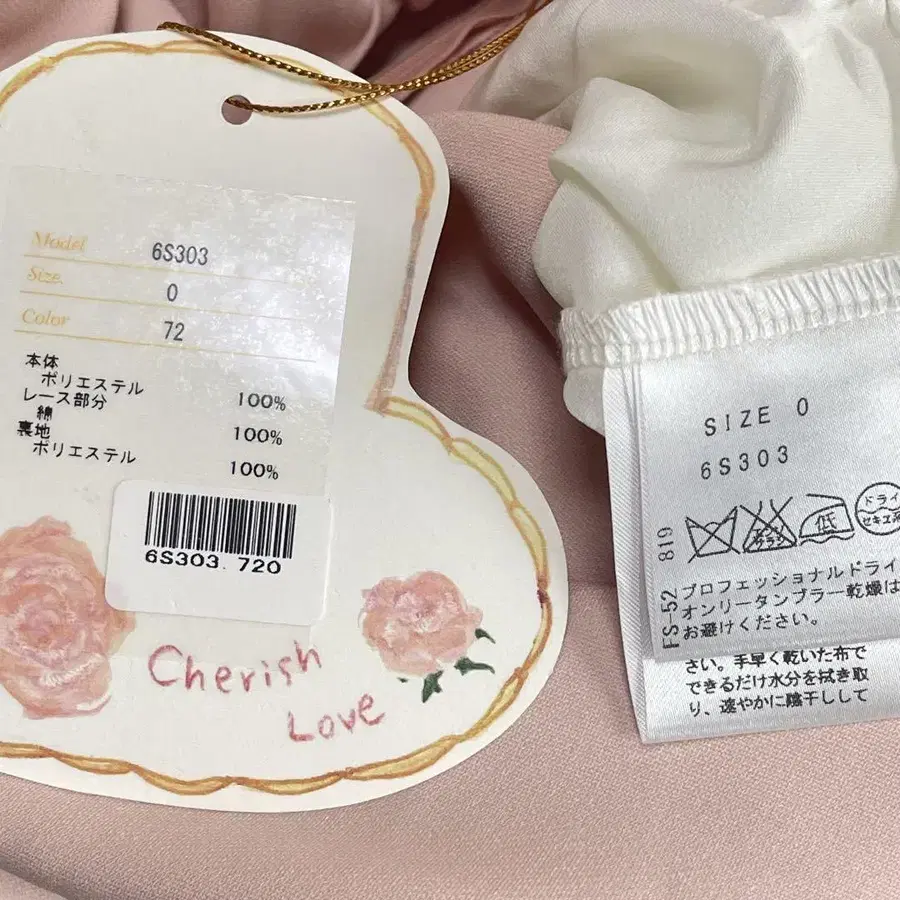 Model 6S303
Size 0
Color 72
本体
ポリエステル 100%
レース部分
綿 100%
裏地
ポリエステル 100%
6S303. 720
Cherish
Love
SIZE 0
6S303
低
ドライ
セキユ系
FS-52 819
プロフェッショナルドライ
オンリータンブラー乾燥は
お避けください。
さい。手早く乾いた布で
できるだけ水分を拭き取
り、速やかに陰干しして